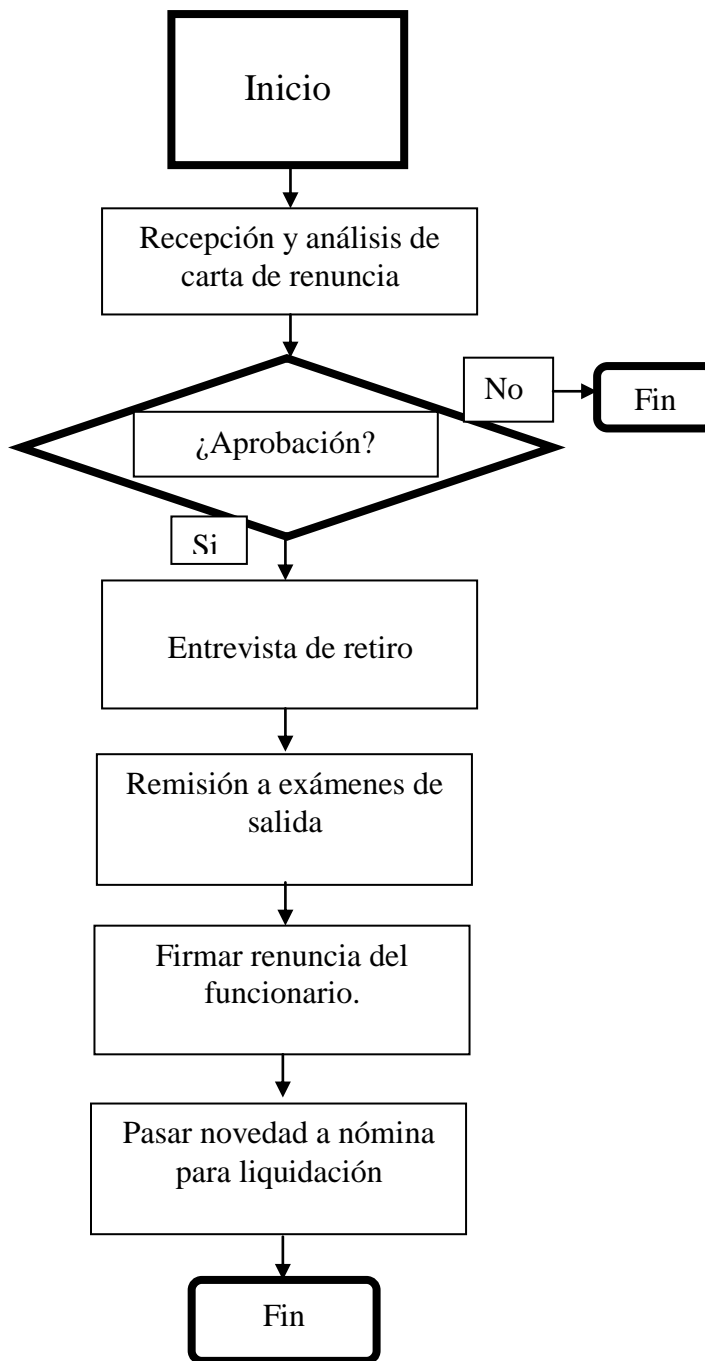 Inicio
Recepción y análisis de
carta de renuncia
No
Fin
¿Aprobación?
Si
Entrevista de retiro
Remisión a exámenes de
salida
Firmar renuncia del
funcionario.
Pasar novedad a nómina
para liquidación
Fin